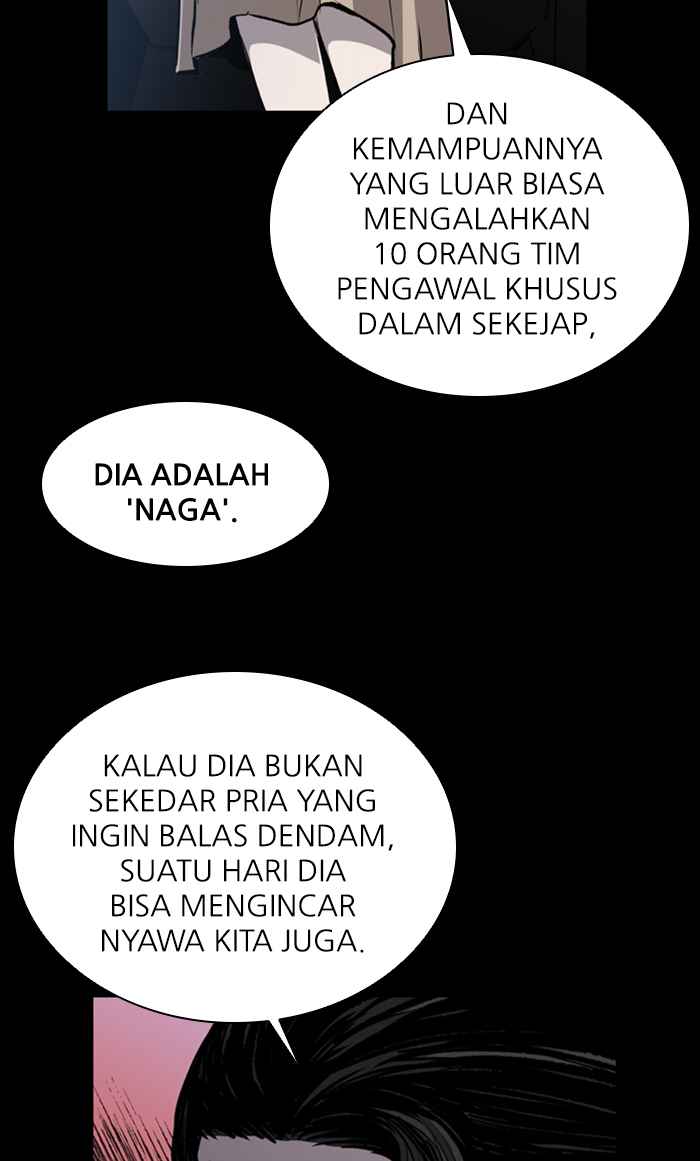 DAN
KEMAMPUANNYA
YANG LUAR BIASA
MENGALAHKAN
10 ORANG TIM
PENGAWAL KHUSUS
DALAM SEKEJAP,
DIA ADALAH
'NAGA'.
KALAU DIA BUKAN
SEKEDAR PRIA YANG
INGIN BALAS DENDAM,
SUATU HARI DIA
BISA MENGINCAR
NYAWA KITA JUGA.